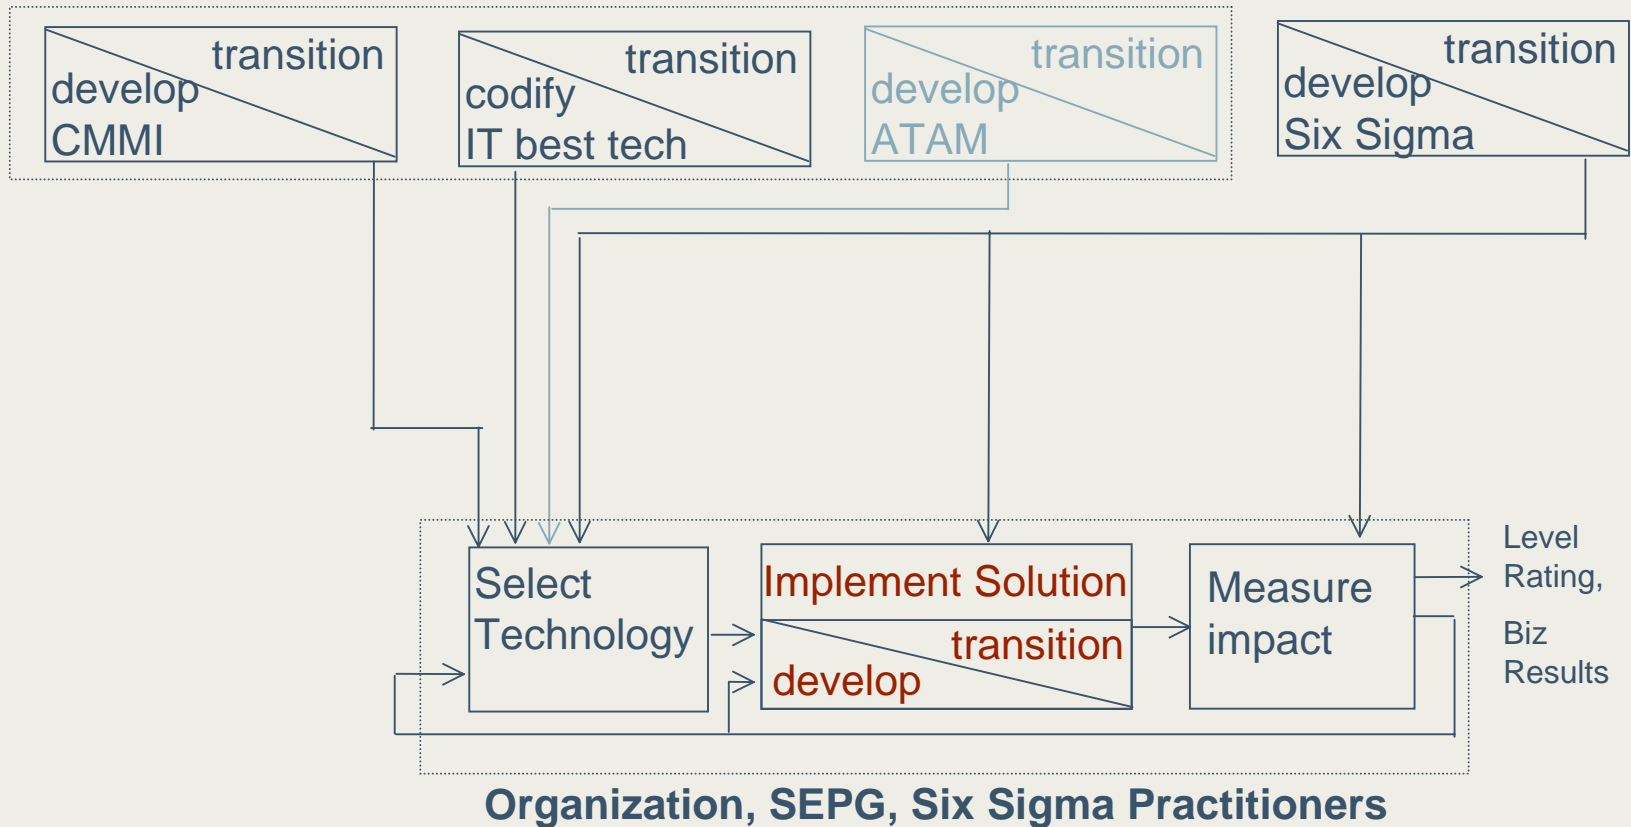 transition
develop
CMMI
transition
codify
IT best tech
transition
develop
ATAM
transition
develop
Six Sigma
Select
Technology
Implement Solution
transition
develop
Measure
impact
Level
Rating,
Biz
Results
Organization, SEPG, Six Sigma Practitioners